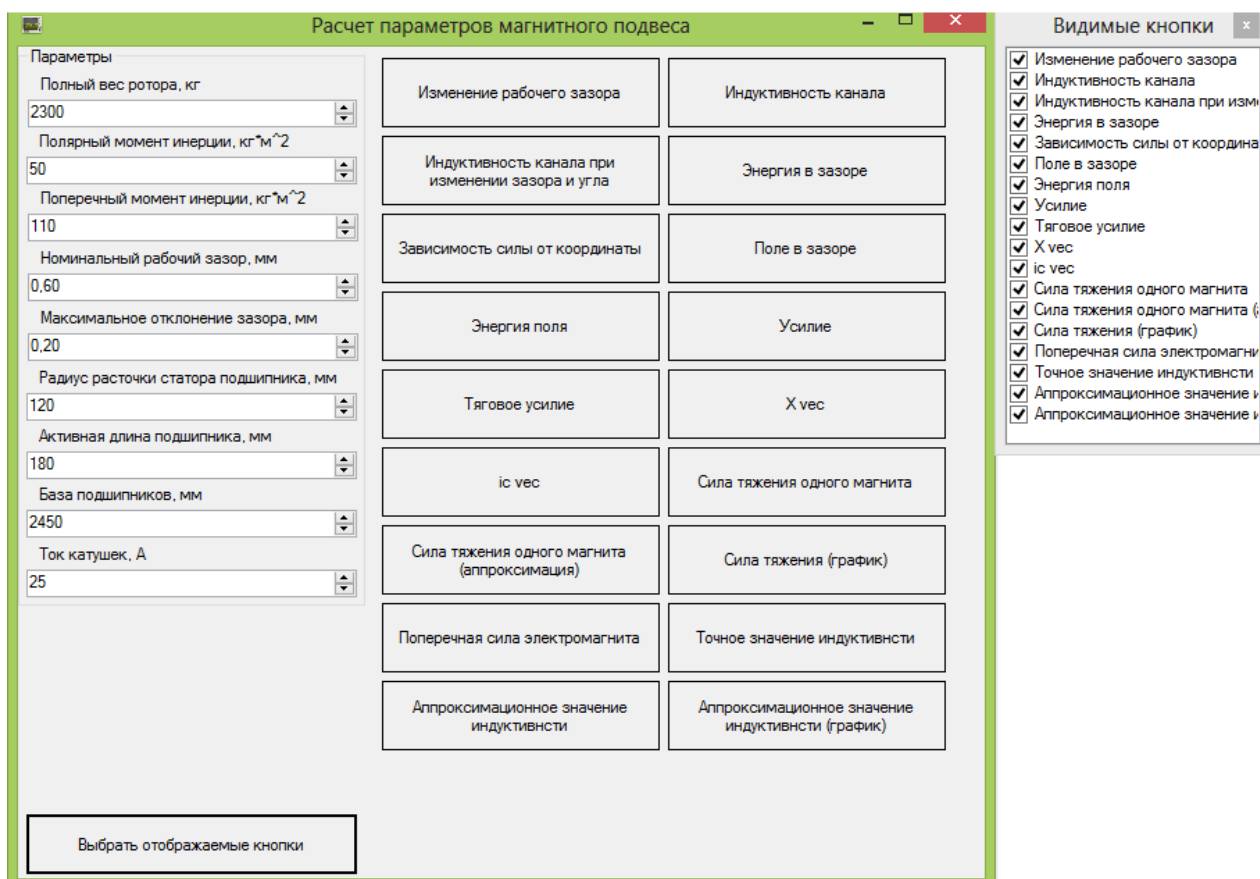 Расчет параметров магнитного подвеса
Параметры
Полный вес ротора, кг
2300
Полярный момент инерции, кг*м^2
50
Поперечный момент инерции, кг*м^2
110
Номинальный рабочий зазор, мм
0,60
Максимальное отклонение зазора, мм
0,20
Радиус расточки статора подшипника, мм
120
Активная длина подшипника, мм
180
База подшипников, мм
2450
Ток катушек, А
25
Выбрать отображаемые кнопки
Изменение рабочего зазора
Индуктивность канала
Индуктивность канала при
изменении зазора и угла
Энергия в зазоре
Зависимость силы от координаты
Поле в зазоре
Энергия поля
Усилие
Тяговое усилие
X vec
ic vec
Сила тяжения одного магнита
Сила тяжения одного магнита
(аппроксимация)
Сила тяжения (график)
Поперечная сила электромагнита
Точное значение индуктивнсти
Аппроксимационное значение
индуктивнсти
Аппроксимационное значение
индуктивнсти (график)
Видимые кнопки
Изменение рабочего зазора
Индуктивность канала
Индуктивность канала при изм
Энергия в зазоре
Зависимость силы от координа
Поле в зазоре
Энергия поля
Усилие
Тяговое усилие
X vec
ic vec
Сила тяжения одного магнита
Сила тяжения одного магнита (
Сила тяжения (график)
Поперечная сила электромагни
Точное значение индуктивнсти
Аппроксимационное значение
Аппроксимационное значение